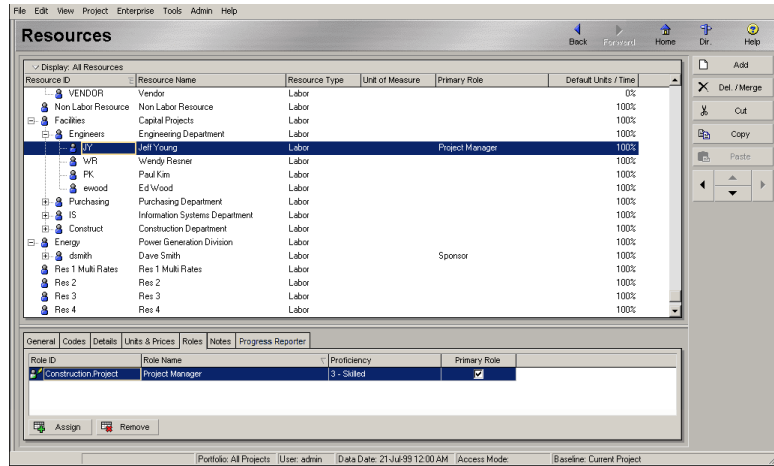 File Edit View Project Enterprise Tools Admin Help
Resources
Back Forward Home Dir. Help
Display: All Resources
Resource ID Resource Name Resource Type Unit of Measure Primary Role Default Units / Time
VENDOR Vendor Labor 0%
Non Labor Resource Non Labor Resource Labor 100%
Facilities Capital Projects Labor 100%
Engineers Engineering Department Labor 100%
JY Jeff Young Labor Project Manager 100%
WR Wendy Resner Labor 100%
PK Paul Kim Labor 100%
ewood Ed Wood Labor 100%
Purchasing Purchasing Department Labor 100%
IS Information Systems Department Labor 100%
Construct Construction Department Labor 100%
Energy Power Generation Division Labor 100%
dsmith Dave Smith Labor Sponsor 100%
Res 1 Multi Rates Res 1 Multi Rates Labor 100%
Res 2 Res 2 Labor 100%
Res 3 Res 3 Labor 100%
Res 4 Res 4 Labor 100%
Add
Del. / Merge
Cut
Copy
Paste
General Codes Details Units & Prices Roles Notes Progress Reporter
Role ID Role Name Proficiency Primary Role
Construction.Project Project Manager 3 - Skilled
Assign Remove
Portfolio: All Projects User: admin Data Date: 21-Jul-99 12:00 AM Access Mode: Baseline: Current Project